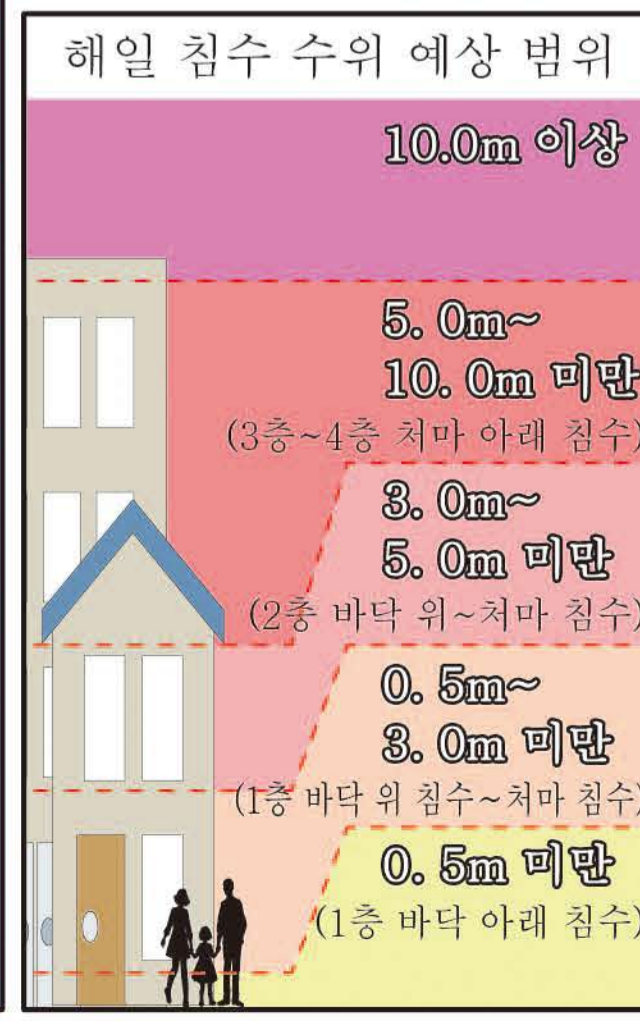 해일 침수 수위 예상 범위
10.0m 이상
5. 0m~
10. 0m 미만
(3층~4층 처마 아래 침수)
3. 0m~
5. 0m 미만
(2층 바닥 위~처마 침수)
0. 5m~
3. 0m 미만
(1층 바닥 위 침수~처마 침수)
0. 5m 미만
(1층 바닥 아래 침수)